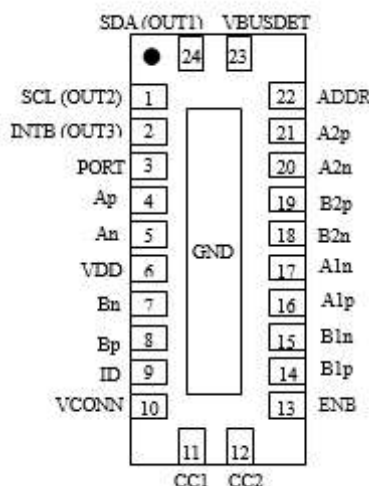 SDA (OUT1) VBUSDET
24 23
SCL (OUT2) 1 22 ADDR
INTB (OUT3) 2 21 A2p
PORT 3 20 A2n
Ap 4 19 B2p
An 5 18 B2n
GND
VDD 6 17 A1n
Bn 7 16 A1p
Bp 8 15 B1n
ID 9 14 B1p
VCONN 10 13 ENB
11 12
CC1 CC2